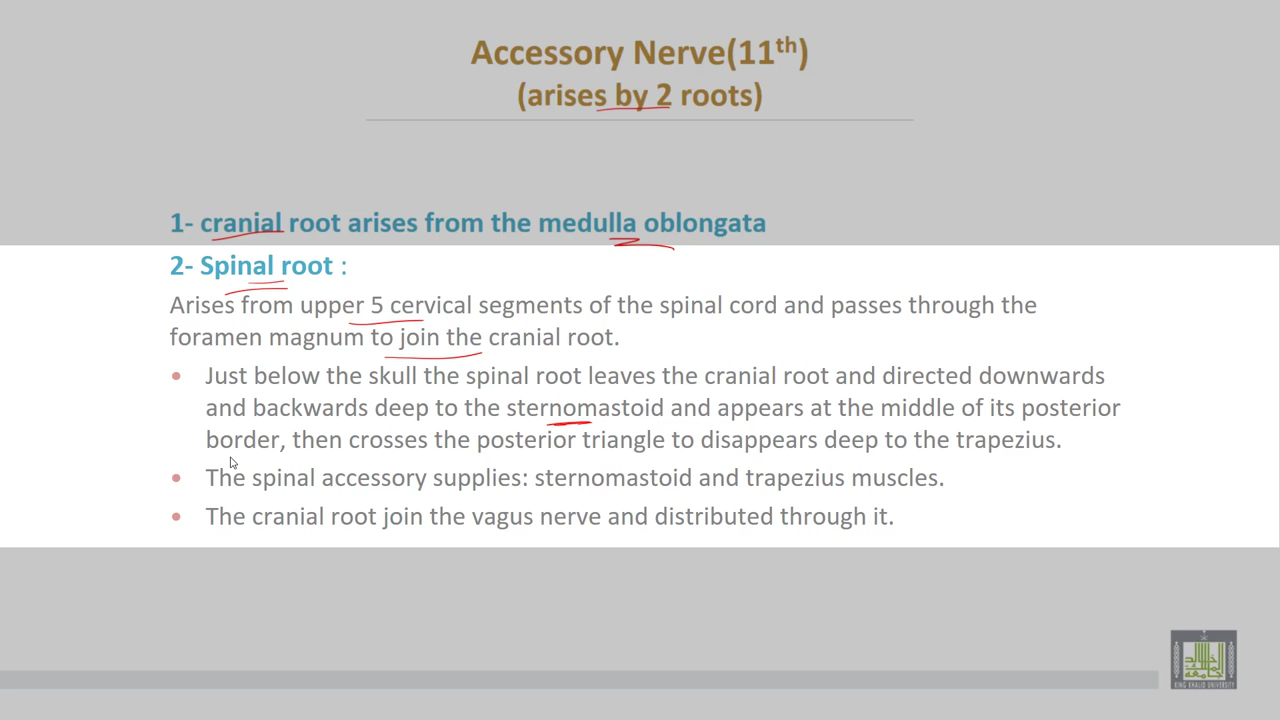 Accessory Nerve(11th)
(arises by 2 roots)
1- cranial root arises from the medulla oblongata
2- Spinal root :
Arises from upper 5 cervical segments of the spinal cord and passes through the
foramen magnum to join the cranial root.
• Just below the skull the spinal root leaves the cranial root and directed downwards
and backwards deep to the sternomastoid and appears at the middle of its posterior
border, then crosses the posterior triangle to disappears deep to the trapezius.
• The spinal accessory supplies: sternomastoid and trapezius muscles.
• The cranial root join the vagus nerve and distributed through it.
KING KHALID UNIVERSITY